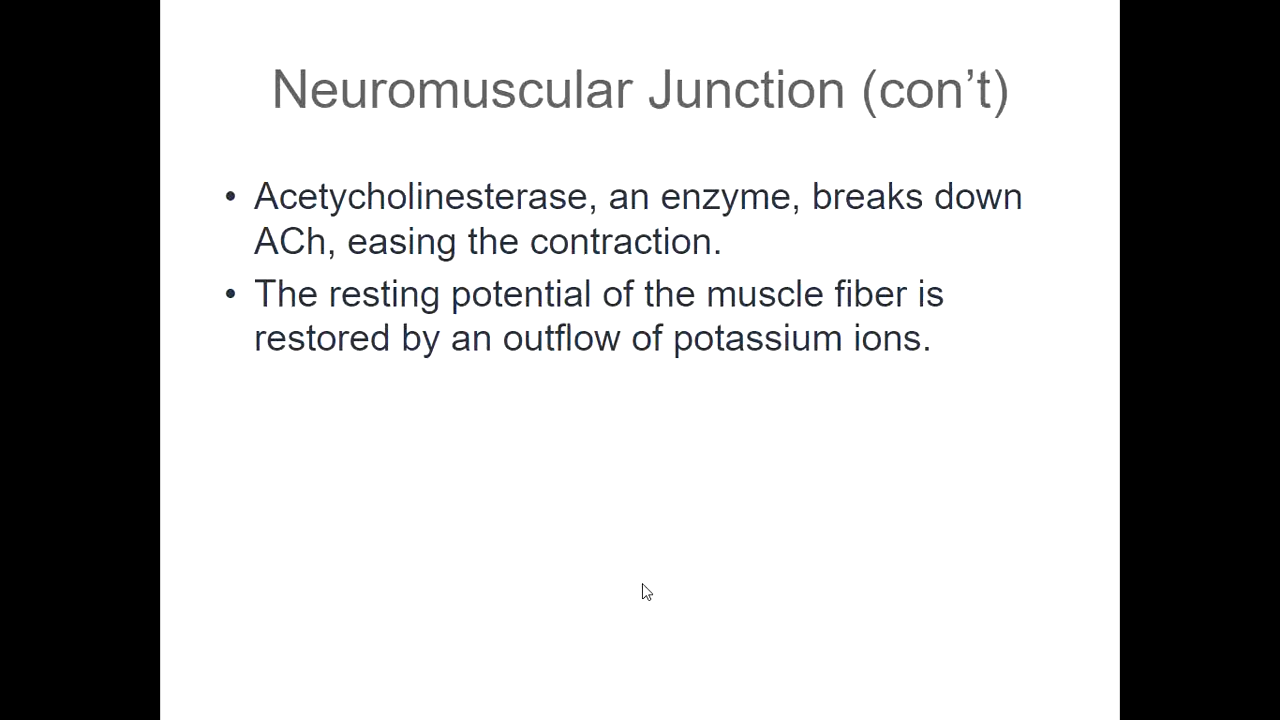 Neuromuscular Junction (con’t)
• Acetycholinesterase, an enzyme, breaks down
ACh, easing the contraction.
• The resting potential of the muscle fiber is
restored by an outflow of potassium ions.